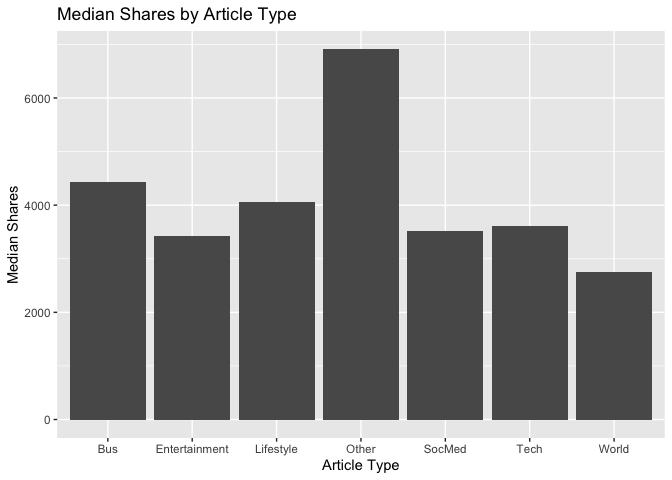 Median Shares by Article Type
Median Shares
6000
4000
2000
0
Bus Entertainment Lifestyle Other SocMed Tech World
Article Type